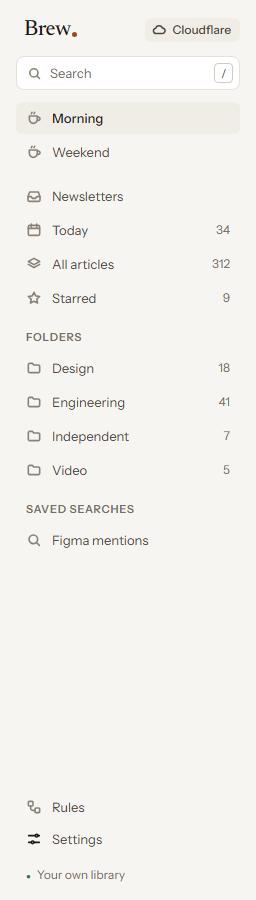 Brew.
Cloudflare
Search /
Morning
Weekend
Newsletters
Today 34
All articles 312
Starred 9
FOLDERS
Design 18
Engineering 41
Independent 7
Video 5
SAVED SEARCHES
Figma mentions
Rules
Settings
• Your own library